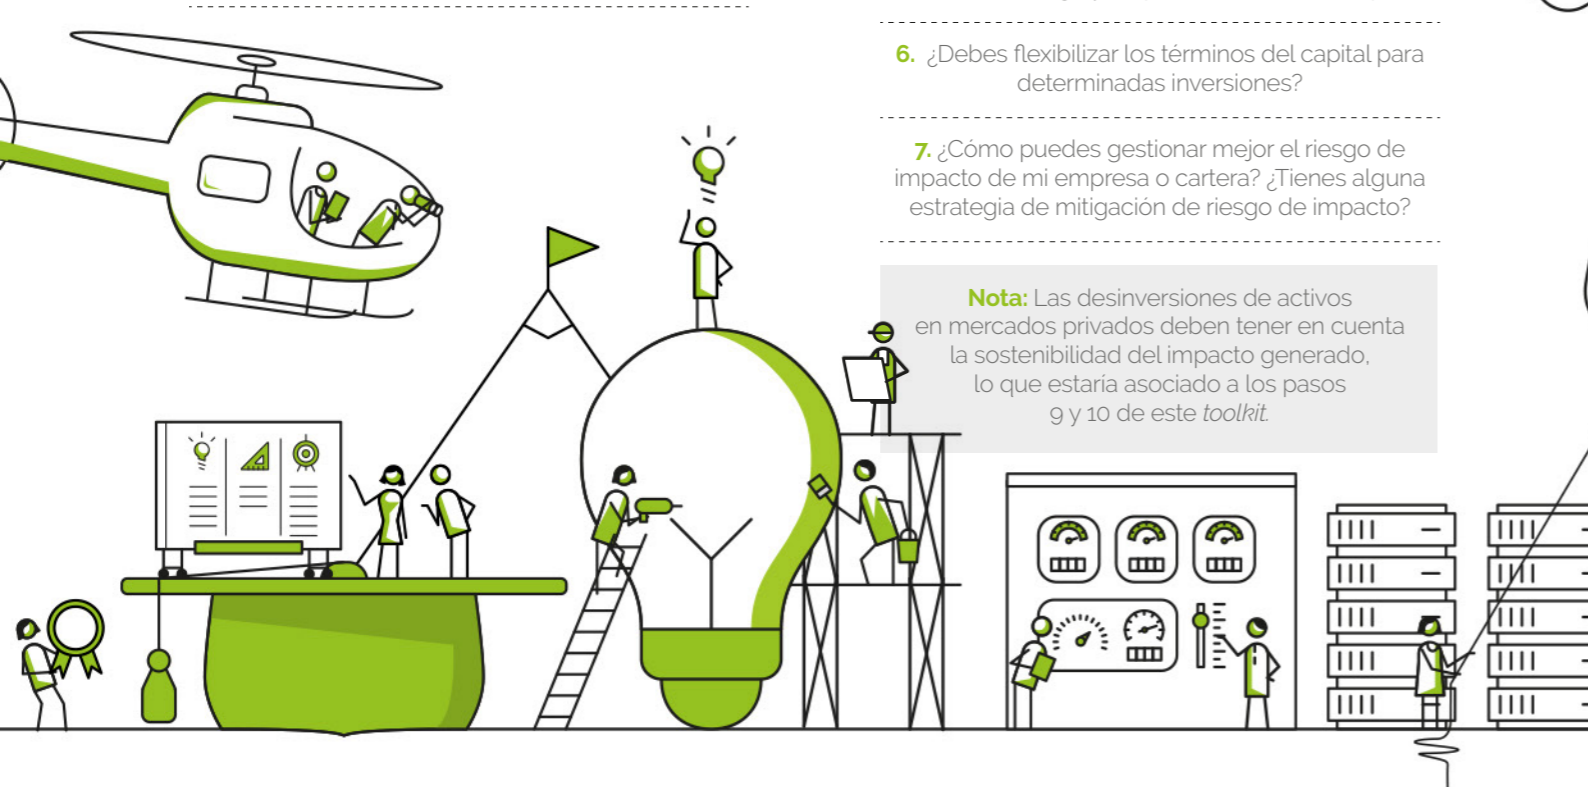 6. ¿Debes flexibilizar los términos del capital para
determinadas inversiones?
7. ¿Cómo puedes gestionar mejor el riesgo de
impacto de mi empresa o cartera? ¿Tienes alguna
estrategia de mitigación de riesgo de impacto?
Nota: Las desinversiones de activos
en mercados privados deben tener en cuenta
la sostenibilidad del impacto generado,
lo que estaría asociado a los pasos
9 y 10 de este toolkit.